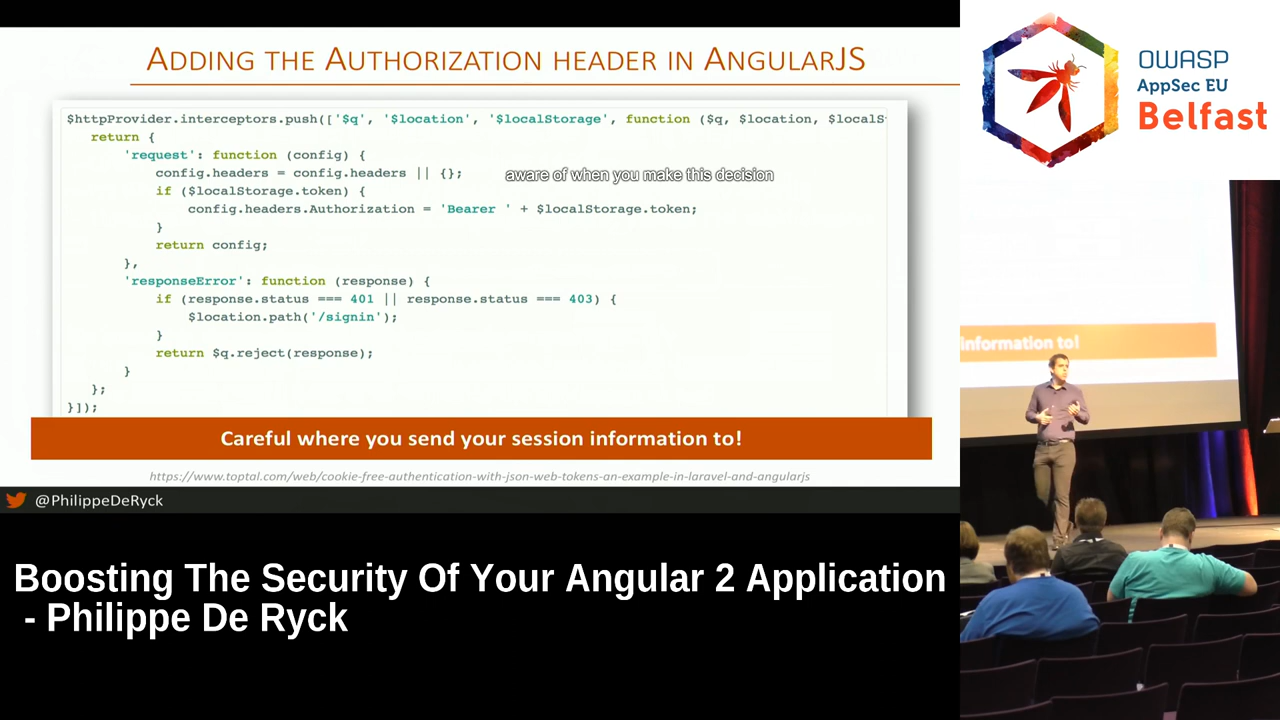 ADDING THE AUTHORIZATION HEADER IN ANGULARJS
$httpProvider.interceptors.push(['$q', '$location', '$localStorage', function ($q, $location, $localS
return {
'request': function (config) {
config.headers = config.headers || {};
if ($localStorage.token) {
config.headers.Authorization = 'Bearer ' + $localStorage.token;
}
return config;
},
'responseError': function (response) {
if (response.status === 401 || response.status === 403) {
$location.path('/signin');
}
return $q.reject(response);
}
};
}]);
aware of when you make this decision
Careful where you send your session information to!
https://www.toptal.com/web/cookie-free-authentication-with-json-web-tokens-an-example-in-laravel-and-angularjs
@PhilippeDeRyck
Boosting The Security Of Your Angular 2 Application
- Philippe De Ryck
OWASP
AppSec EU
Belfast
information to!